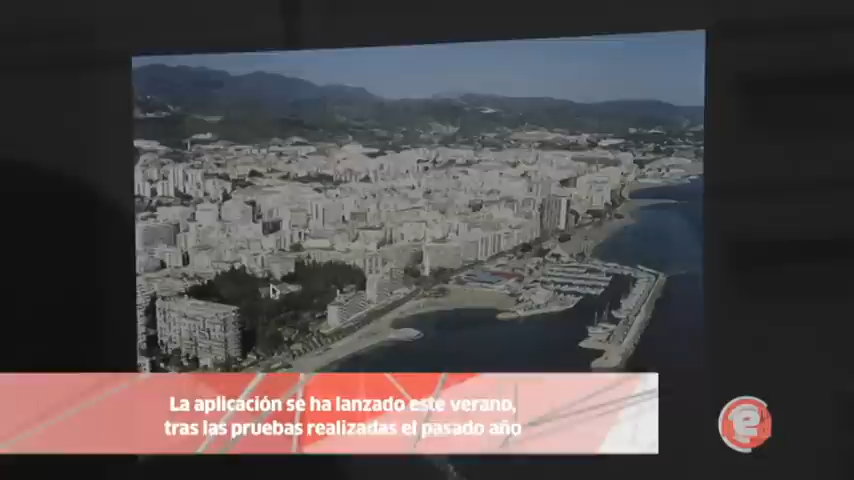 La aplicación se ha lanzado este verano,
tras las pruebas realizadas el pasado año